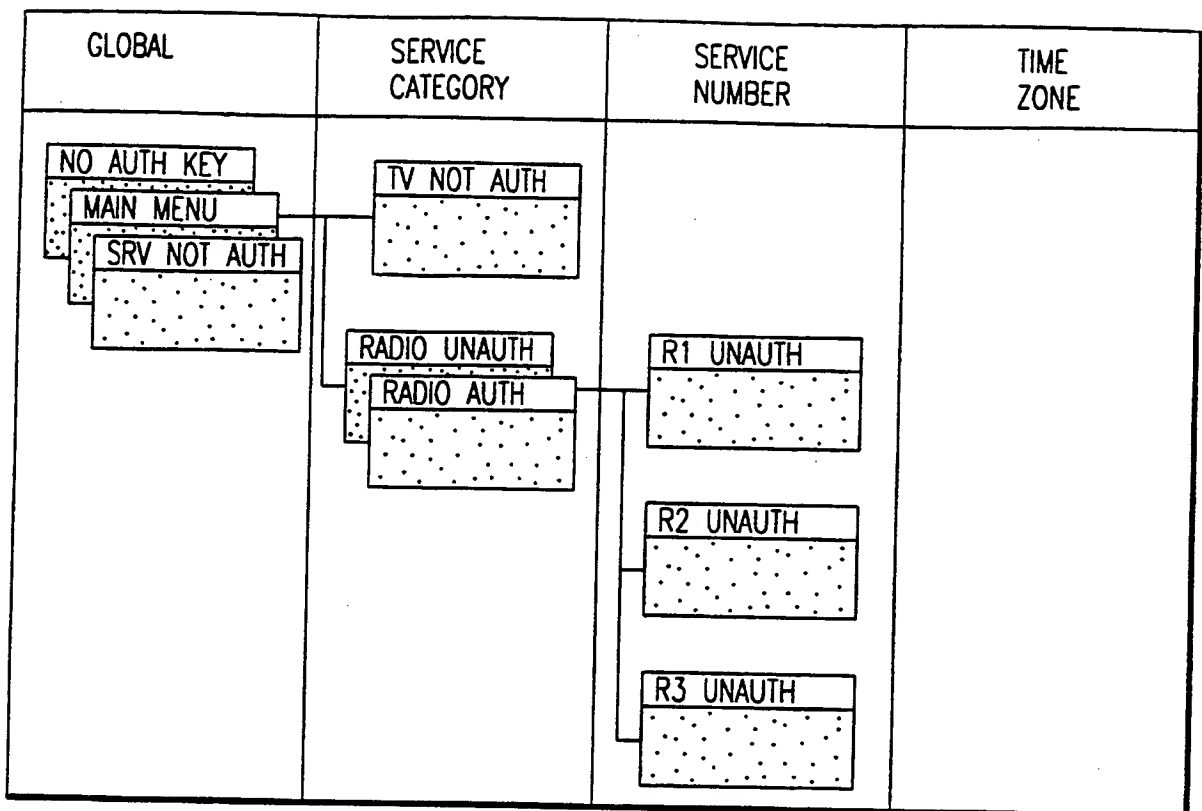 GLOBAL
SERVICE
CATEGORY
SERVICE
NUMBER
TIME
ZONE
NO AUTH KEY
MAIN MENU
SRV NOT AUTH
TV NOT AUTH
RADIO UNAUTH
RADIO AUTH
R1 UNAUTH
R2 UNAUTH
R3 UNAUTH